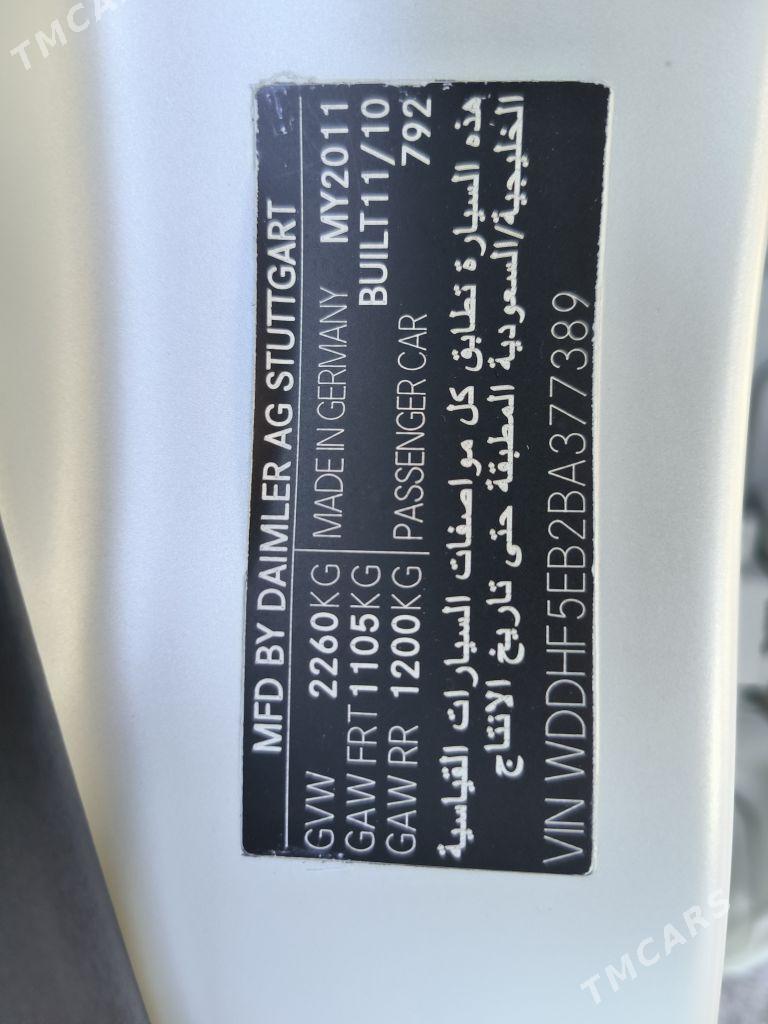 TMCARS
MFD BY DAIMLER AG STUTTGART
GVW 2260KG MADE IN GERMANY MY2011
GAW FRT 1105KG BUILT 11/10
GAW RR 1200KG PASSENGER CAR 792
هذه السيارة تطابق كل مواصفات السيارات القياسية
الخليجية/السعودية المطبقة حتى تاريخ الانتاج
VIN WDDHF5EB2BA377389
TMCARS